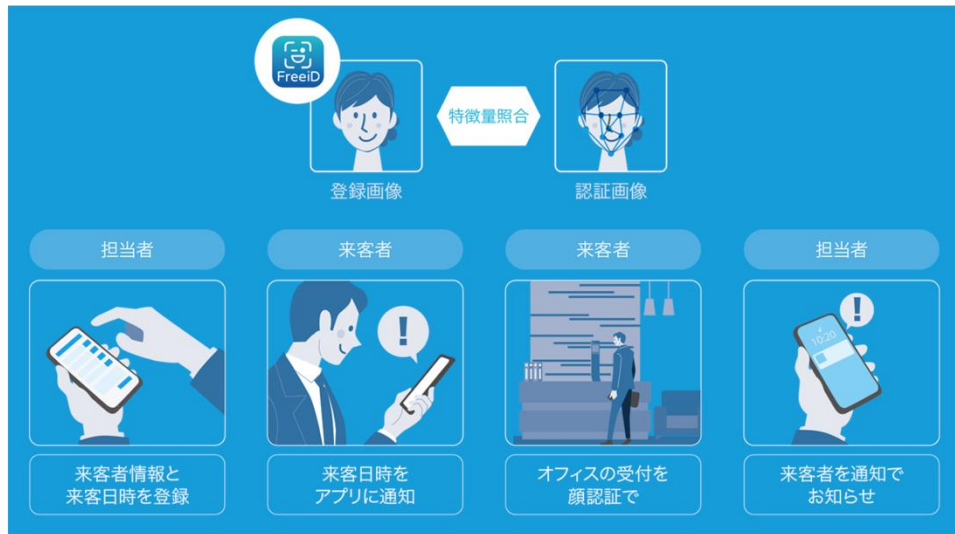 FreeiD
特徴量照合
登録画像
認証画像
担当者
来客者
来客者
担当者
10:20
来客者情報と
来客日時を登録
来客日時を
アプリに通知
オフィスの受付を
顔認証で
来客者を通知で
お知らせ